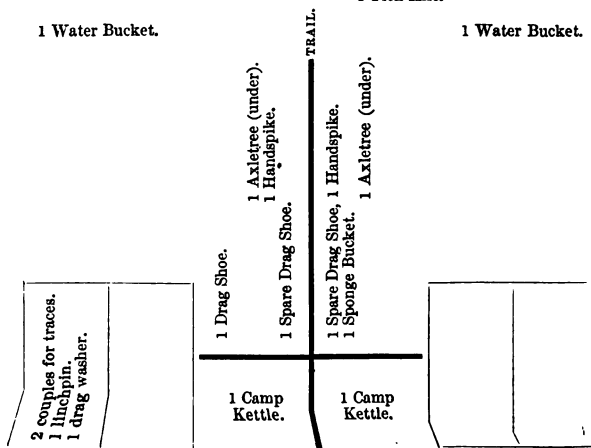 1 Water Bucket.
1 Water Bucket.
TRAIL.
1 Axletree (under).
1 Handspike.
1 Spare Drag Shoe, 1 Handspike.
1 Sponge Bucket.
1 Axletree (under).
1 Drag Shoe.
1 Spare Drag Shoe.
2 couples for traces.
1 linchpin.
1 drag washer.
1 Camp
Kettle.
1 Camp
Kettle.